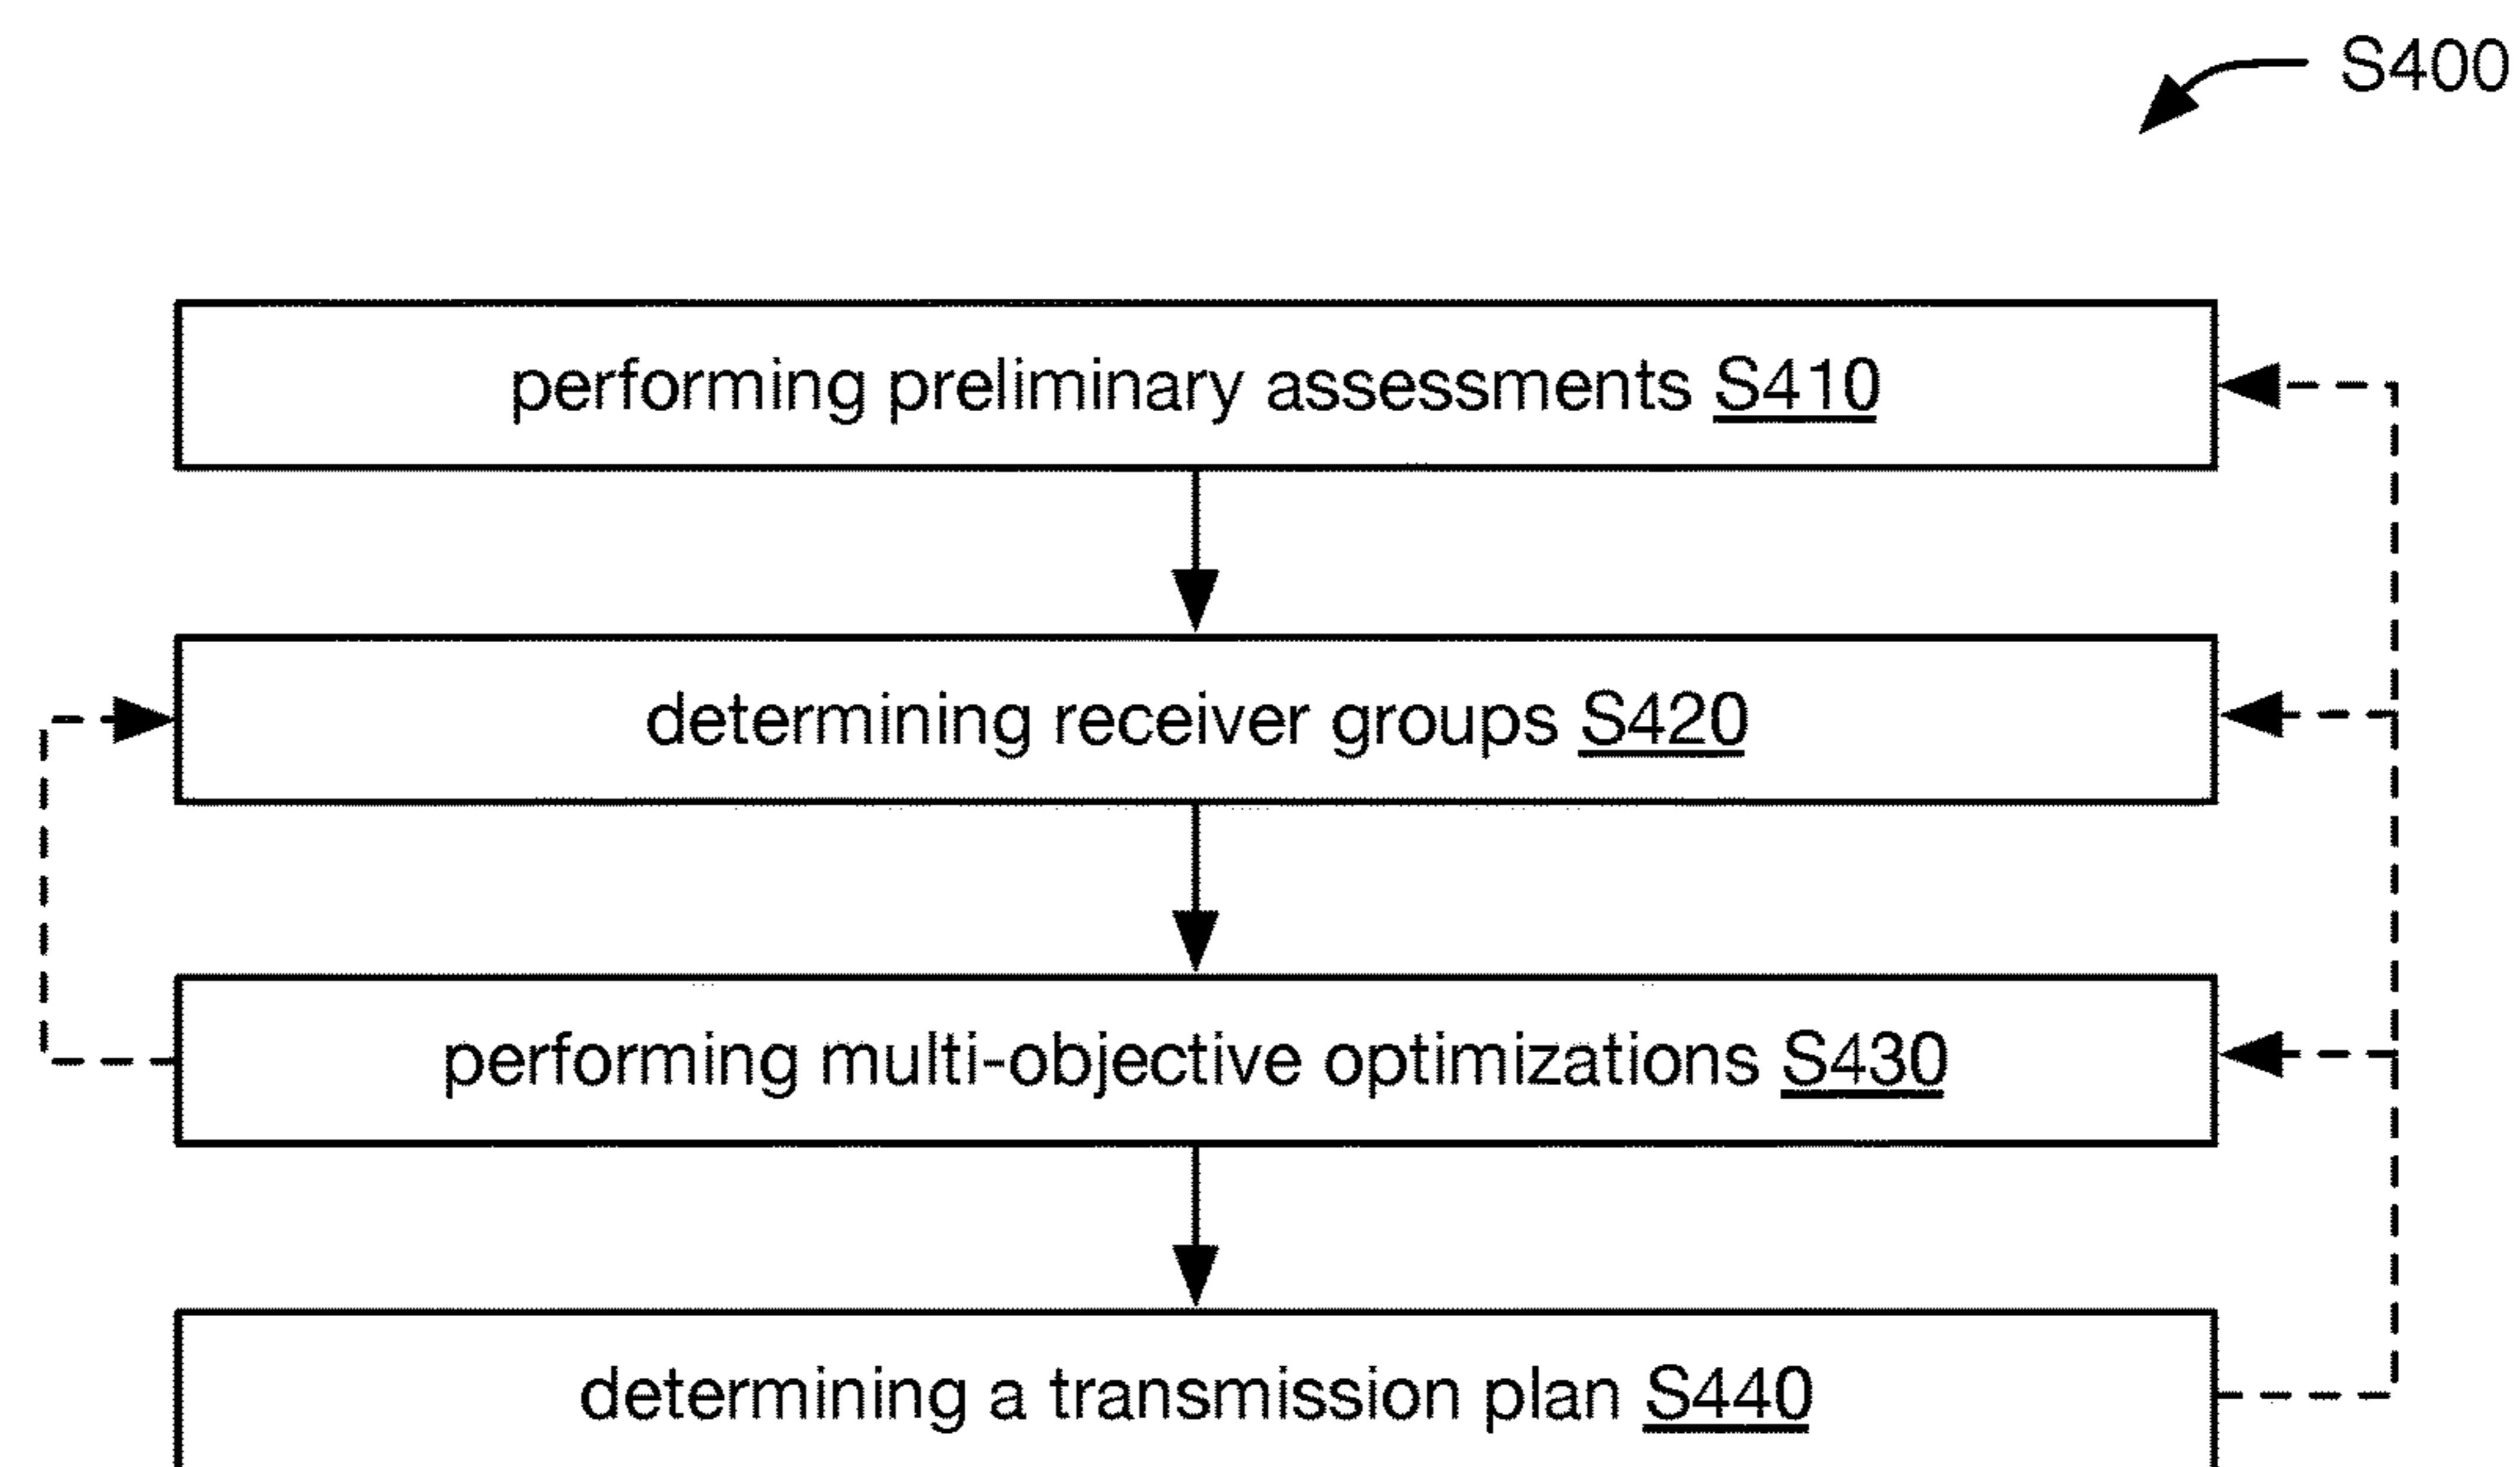 S400
performing preliminary assessments S410
determining receiver groups S420
performing multi-objective optimizations S430
determining a transmission plan S440